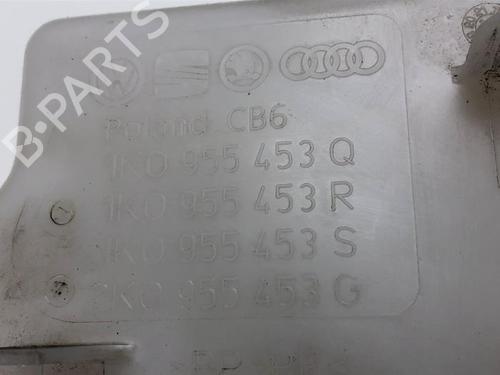 Poland CB6
1K0 955 453 Q
1K0 955 453 R
1K0 955 453 S
1K0 955 453 G
B-PARTS